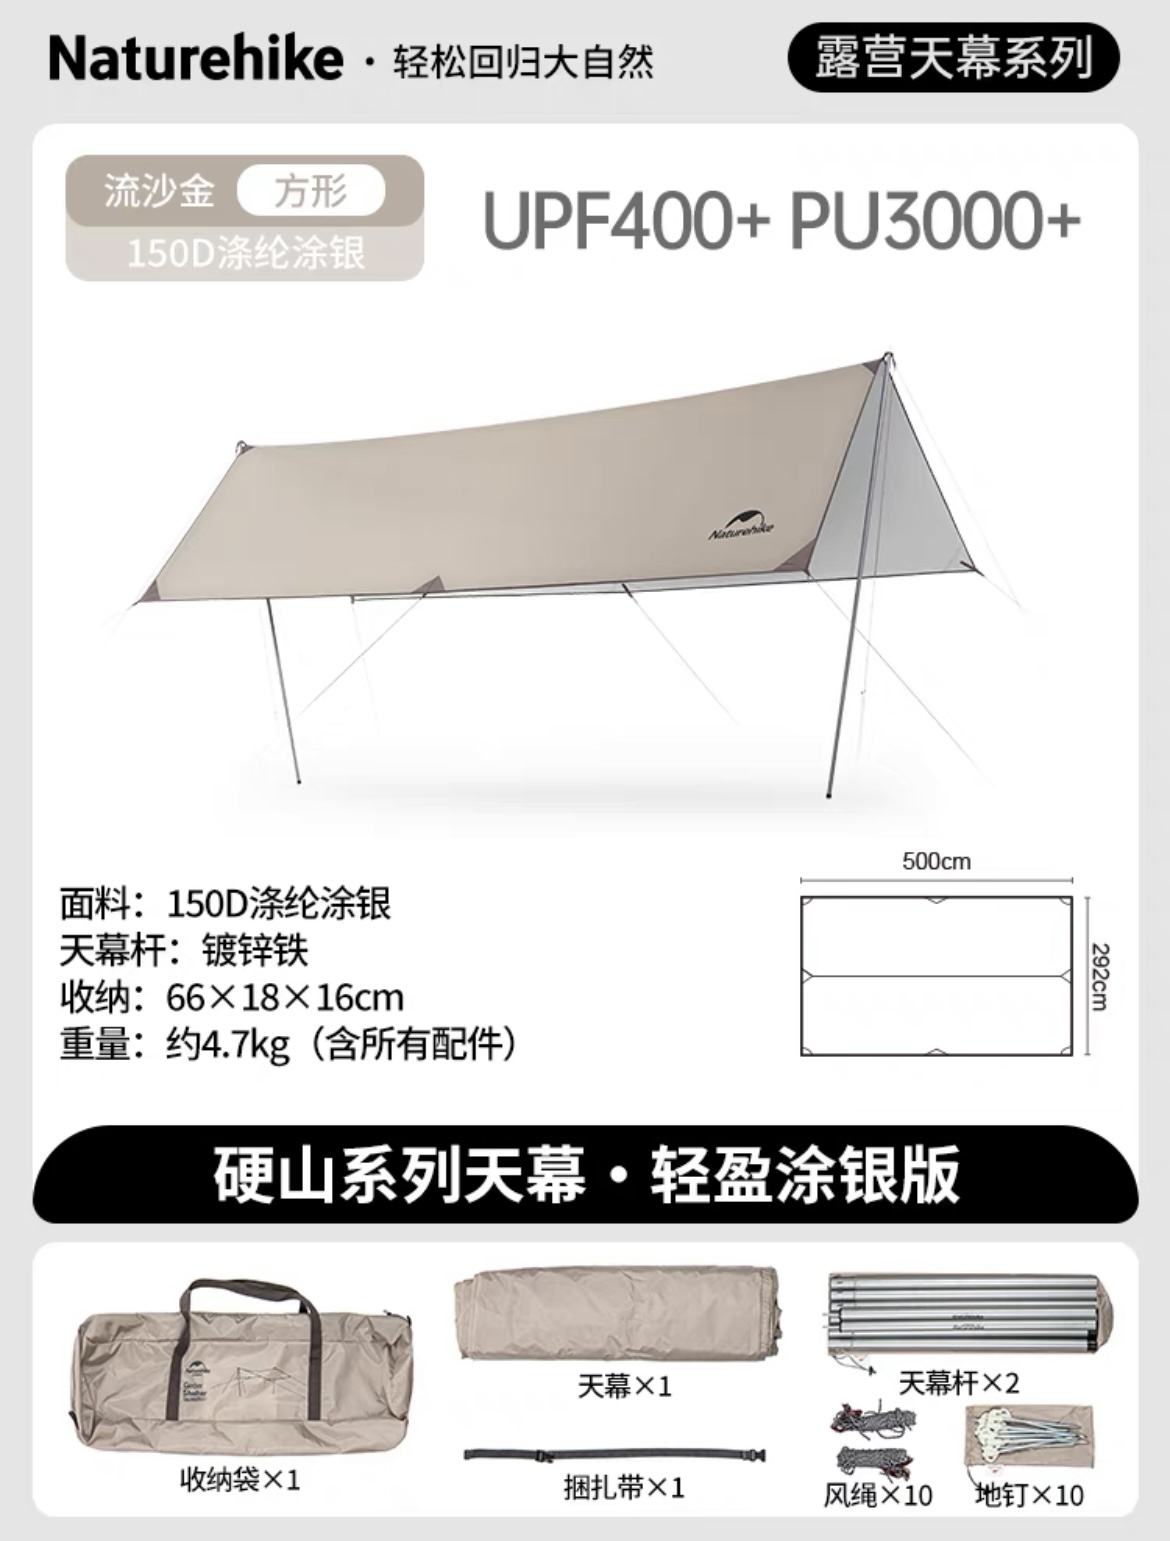 Naturehike · 轻松回归大自然
露营天幕系列
流沙金 方形
150D涤纶涂银
UPF400+ PU3000+
Naturehike
500cm
292cm
面料：150D涤纶涂银
天幕杆：镀锌铁
收纳：66×18×16cm
重量：约4.7kg（含所有配件）
硬山系列天幕·轻盈涂银版
Naturehike
Shelter
收纳袋×1
天幕×1
捆扎带×1
天幕杆×2
风绳×10
地钉×10